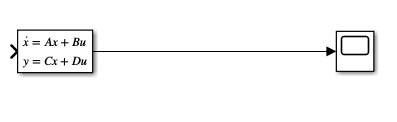 ẋ = Ax + Bu
y = Cx + Du